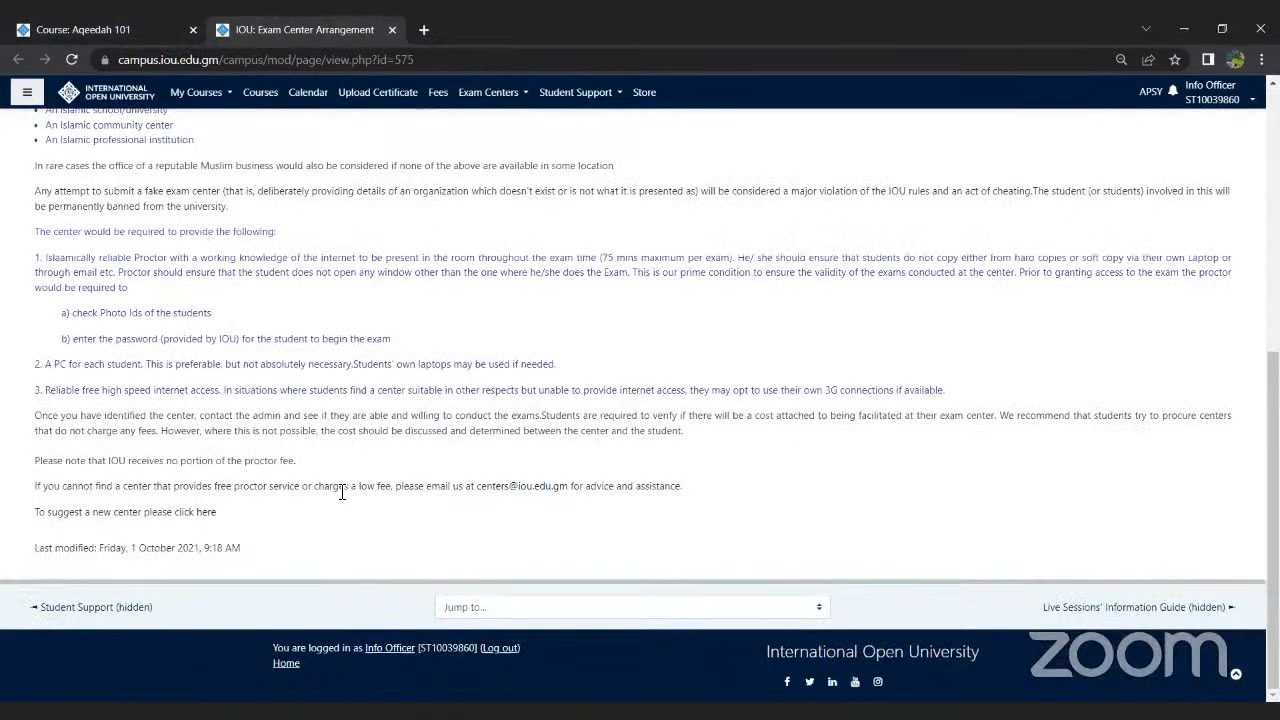 Course: Aqeedah 101
IOU: Exam Center Arrangement
campus.iou.edu.gm/campus/mod/page/view.php?id=575
INTERNATIONAL
OPEN UNIVERSITY
My Courses
Courses
Calendar
Upload Certificate
Fees
Exam Centers
Student Support
Store
APSY
Info Officer
ST10039860
An Islamic school/university
An Islamic community center
An Islamic professional institution
In rare cases the office of a reputable Muslim business would also be considered if none of the above are available in some location
Any attempt to submit a fake exam center (that is, deliberately providing details of an organization which doesn't exist or is not what it is presented as) will be considered a major violation of the IOU rules and an act of cheating.The student (or students) involved in this will
be permanently banned from the university.
The center would be required to provide the following:
1. Islaamically reliable Proctor with a working knowledge of the internet to be present in the room throughout the exam time (75 mins maximum per exam). He/ she should ensure that students do not copy either from hard copies or soft copy via their own Laptop or
through email etc. Proctor should ensure that the student does not open any window other than the one where he/she does the Exam. This is our prime condition to ensure the validity of the exams conducted at the center. Prior to granting access to the exam the proctor
would be required to
a) check Photo Ids of the students
b) enter the password (provided by IOU) for the student to begin the exam
2. A PC for each student. This is preferable, but not absolutely necessary.Students' own laptops may be used if needed.
3. Reliable free high speed internet access. In situations where students find a center suitable in other respects but unable to provide internet access, they may opt to use their own 3G connections if available.
Once you have identified the center, contact the admin and see if they are able and willing to conduct the exams.Students are required to verify if there will be a cost attached to being facilitated at their exam center. We recommend that students try to procure centers
that do not charge any fees. However, where this is not possible, the cost should be discussed and determined between the center and the student.
Please note that IOU receives no portion of the proctor fee.
If you cannot find a center that provides free proctor service or charges a low fee, please email us at centers@iou.edu.gm for advice and assistance.
To suggest a new center please click here
Last modified: Friday, 1 October 2021, 9:18 AM
◄ Student Support (hidden)
Jump to...
Live Sessions' Information Guide (hidden) ►
You are logged in as Info Officer [ST10039860] (Log out)
Home
International Open University
zoom